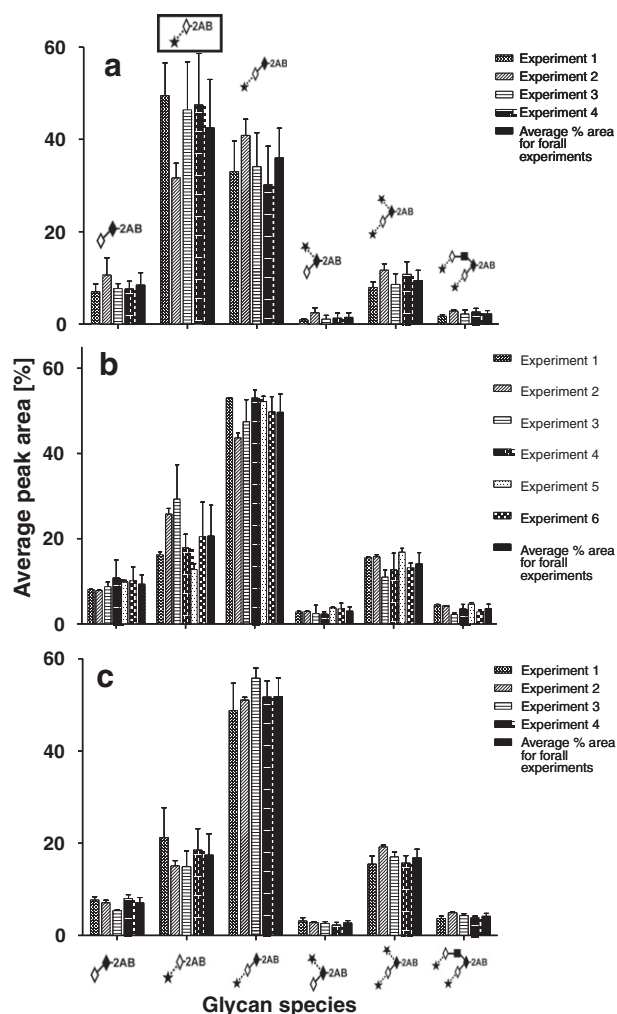 Average peak area [%]
a
60
40
20
0
-2AB
-2AB
-2AB
-2AB
-2AB
-2AB
Experiment 1
Experiment 2
Experiment 3
Experiment 4
Average % area
for forall
experiments
b
60
40
20
0
Experiment 1
Experiment 2
Experiment 3
Experiment 4
Experiment 5
Experiment 6
Average % area
for forall
experiments
c
60
40
20
0
Experiment 1
Experiment 2
Experiment 3
Experiment 4
Average % area
for forall
experiments
-2AB
-2AB
-2AB
-2AB
-2AB
-2AB
Glycan species